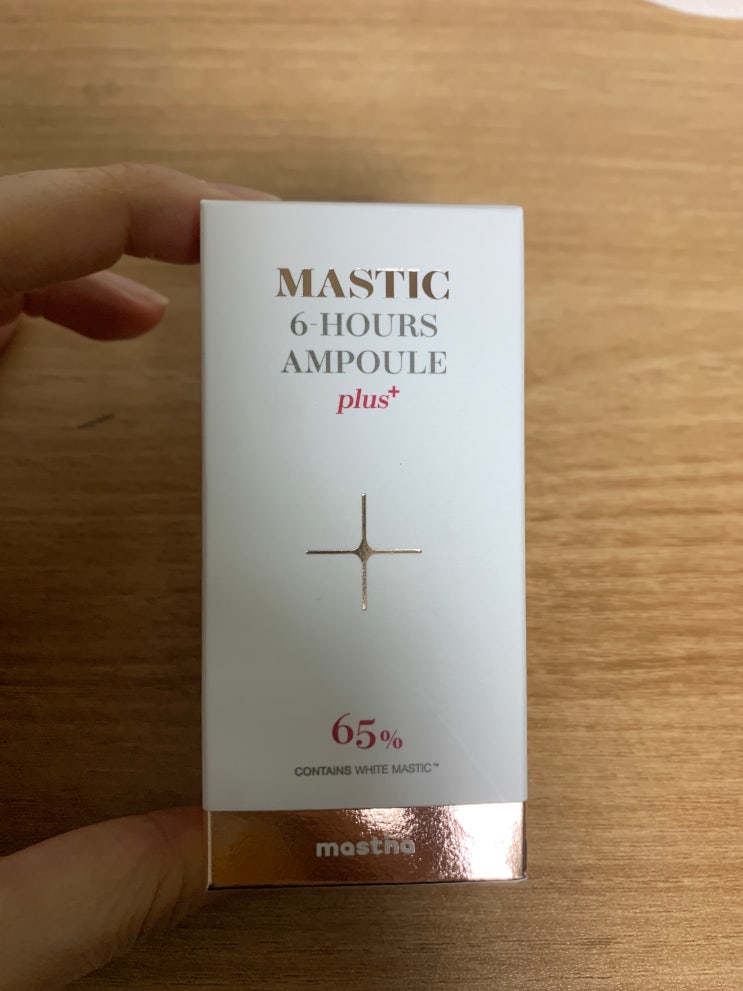 MASTIC
6-HOURS
AMPOULE
plus+
65%
CONTAINS WHITE MASTIC™
mastna